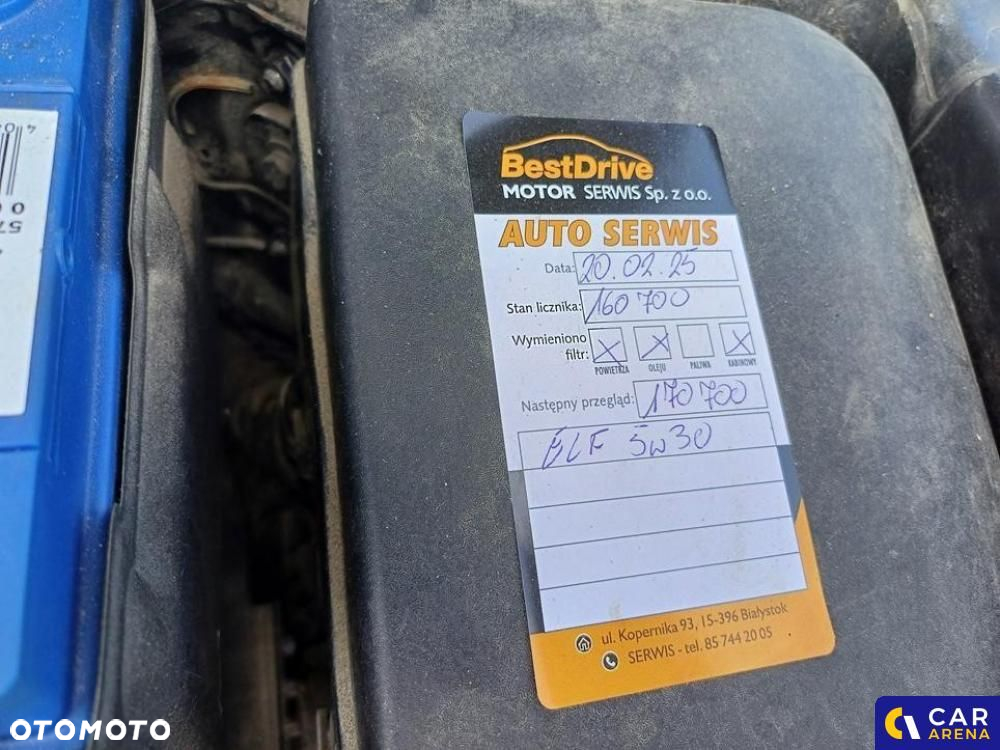 BestDrive
MOTOR SERWIS Sp. z o.o.
AUTO SERWIS
Data: 20.02.25
Stan licznika: 160 700
Wymieniono
filtr: X X X
POWIETRZA OLEJU PALIWA KABINOWY
Następny przegląd: 170 700
ELF 5w30
ul. Kopernika 93, 15-396 Białystok
SERWIS - tel. 85 744 20 05
OTOMOTO
CAR
ARENA